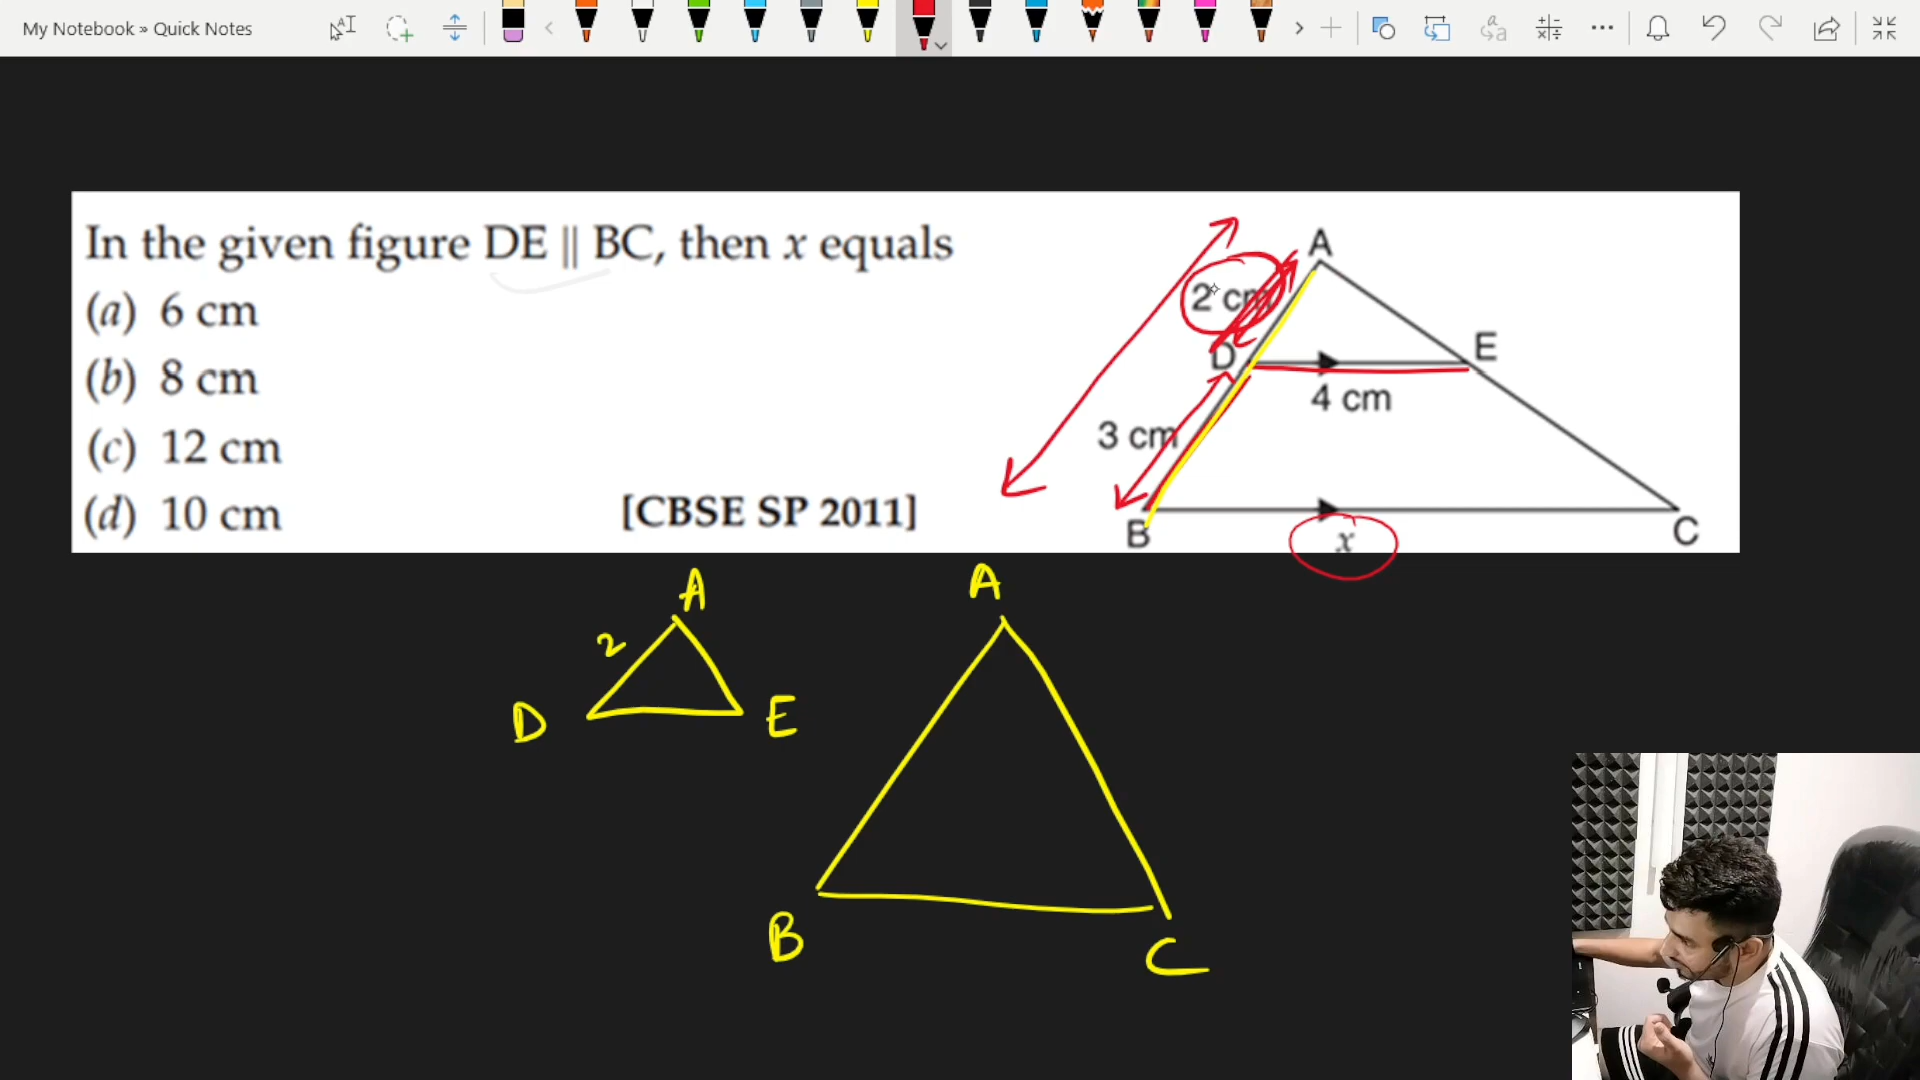 My Notebook » Quick Notes
In the given figure DE || BC, then x equals
(a) 6 cm
(b) 8 cm
(c) 12 cm
(d) 10 cm
[CBSE SP 2011]
A
2 cm
D
E
4 cm
3 cm
B
x
C
A
2
D
E
A
B
C